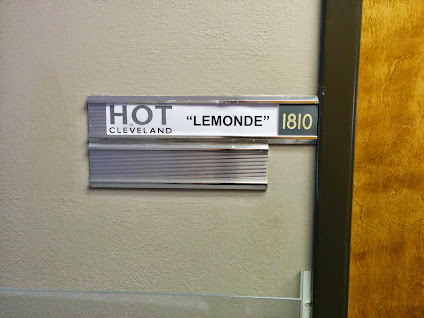 HOT
CLEVELAND
"LEMONDE"
1810